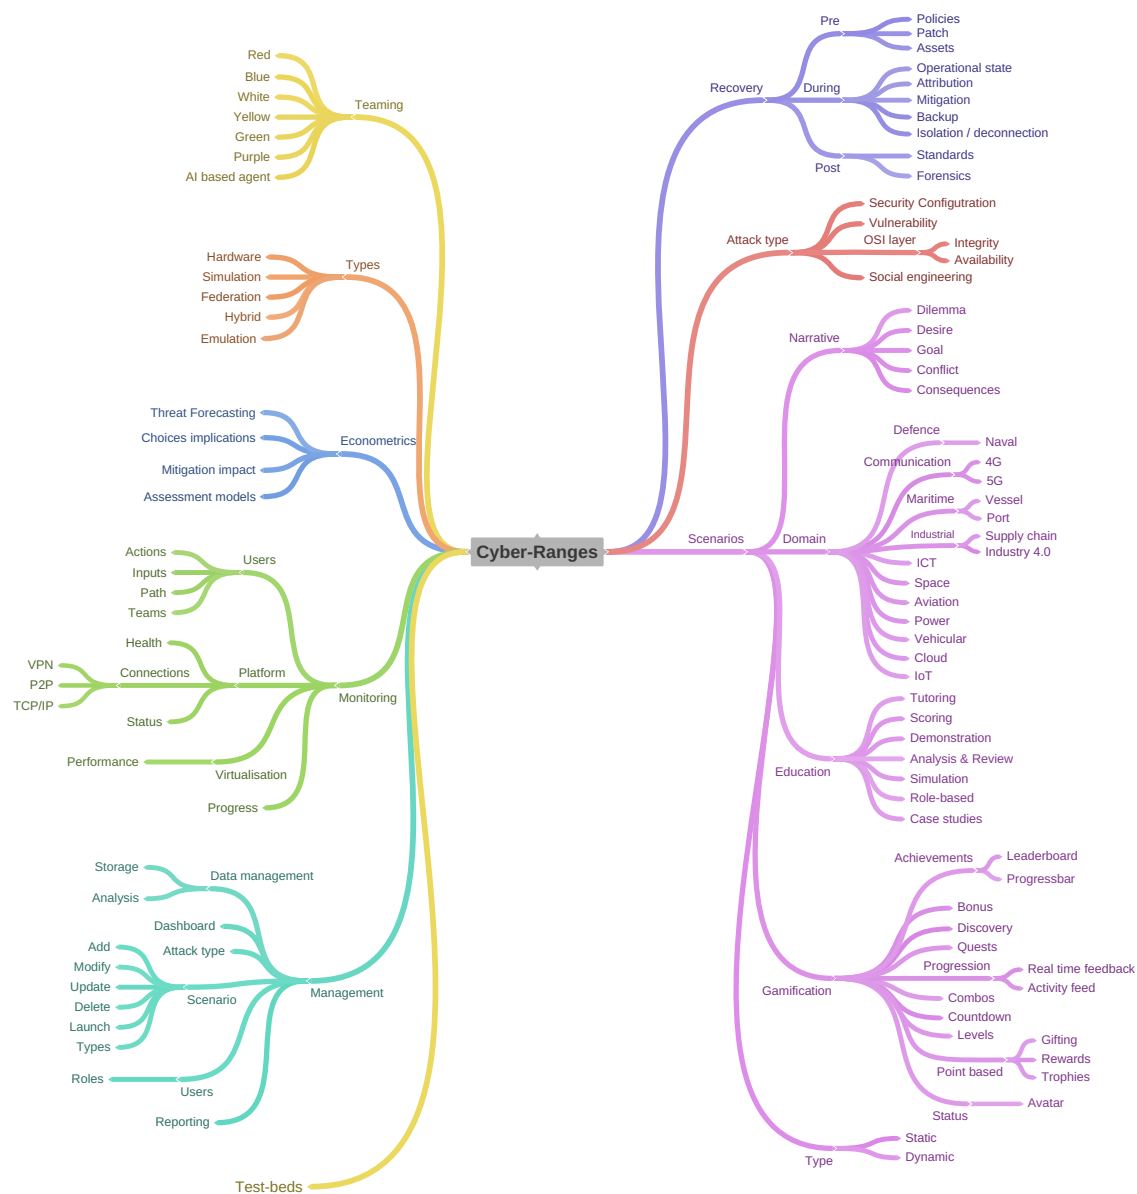 Cyber-Ranges
Teaming
Red
Blue
White
Yellow
Green
Purple
AI based agent
Types
Hardware
Simulation
Federation
Hybrid
Emulation
Econometrics
Threat Forecasting
Choices implications
Mitigation impact
Assessment models
Monitoring
Users
Actions
Inputs
Path
Teams
Platform
Health
Connections
VPN
P2P
TCP/IP
Status
Virtualisation
Performance
Progress
Management
Data management
Storage
Analysis
Dashboard
Attack type
Scenario
Add
Modify
Update
Delete
Launch
Types
Users
Roles
Reporting
Test-beds
Recovery
Pre
Policies
Patch
Assets
During
Operational state
Attribution
Mitigation
Backup
Isolation / deconnection
Post
Standards
Forensics
Attack type
Security Configutration
Vulnerability
OSI layer
Integrity
Availability
Social engineering
Scenarios
Narrative
Dilemma
Desire
Goal
Conflict
Consequences
Domain
Defence
Naval
Communication
4G
5G
Maritime
Vessel
Port
Industrial
Supply chain
Industry 4.0
ICT
Space
Aviation
Power
Vehicular
Cloud
IoT
Education
Tutoring
Scoring
Demonstration
Analysis & Review
Simulation
Role-based
Case studies
Gamification
Achievements
Leaderboard
Progressbar
Bonus
Discovery
Quests
Progression
Real time feedback
Activity feed
Combos
Countdown
Levels
Point based
Gifting
Rewards
Trophies
Status
Avatar
Type
Static
Dynamic